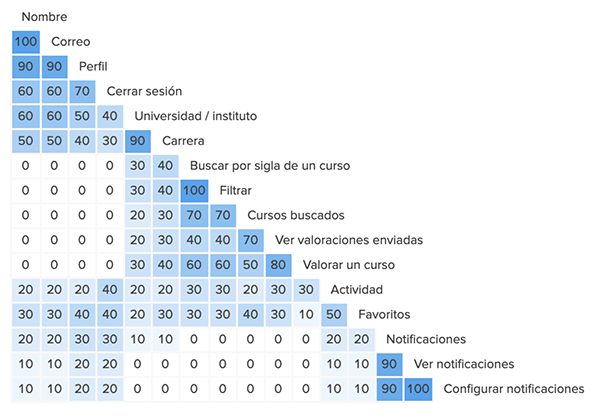 Nombre
100 Correo
90 90 Perfil
60 60 70 Cerrar sesión
60 60 50 40 Universidad / instituto
50 50 40 30 90 Carrera
0 0 0 0 30 40 Buscar por sigla de un curso
0 0 0 0 30 40 100 Filtrar
0 0 0 0 20 30 70 70 Cursos buscados
0 0 0 0 20 30 40 40 70 Ver valoraciones enviadas
0 0 0 0 30 40 60 60 50 80 Valorar un curso
20 20 20 40 20 20 30 30 20 30 30 Actividad
30 30 40 40 20 30 30 30 40 30 10 50 Favoritos
20 20 30 30 10 10 0 0 0 0 0 20 20 Notificaciones
10 10 20 20 0 0 0 0 0 0 0 10 10 90 Ver notificaciones
10 10 20 20 0 0 0 0 0 0 0 10 10 90 100 Configurar notificaciones